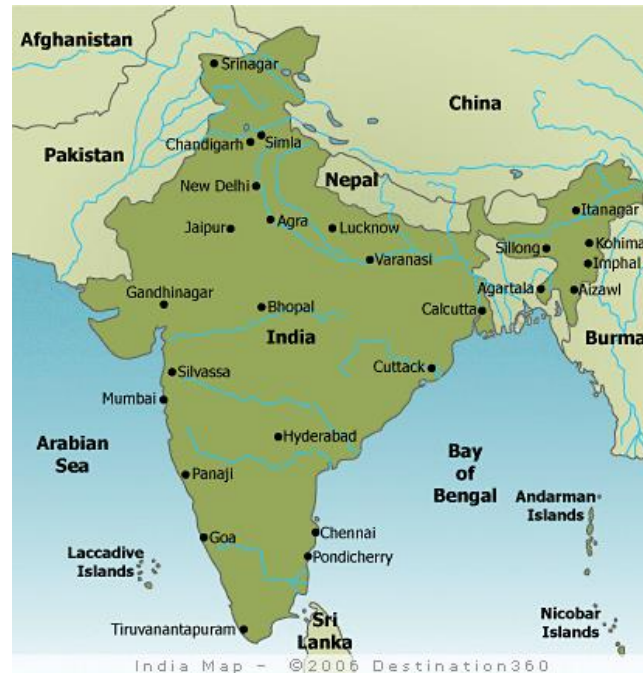 Afghanistan
Srinagar
China
Chandigarh
Simla
Pakistan
Nepal
New Delhi
Itanagar
Jaipur
Agra
Lucknow
Sillong
Kohima
Varanasi
Imphal
Gandhinagar
Agartala
Aizawl
Bhopal
Calcutta
India
Burma
Silvassa
Cuttack
Mumbai
Arabian
Sea
Hyderabad
Bay
of
Bengal
Panaji
Andarman
Islands
Goa
Chennai
Laccadive
Islands
Pondicherry
Tiruvanantapuram
Sri
Lanka
Nicobar
Islands
India Map - ©2006 Destination360